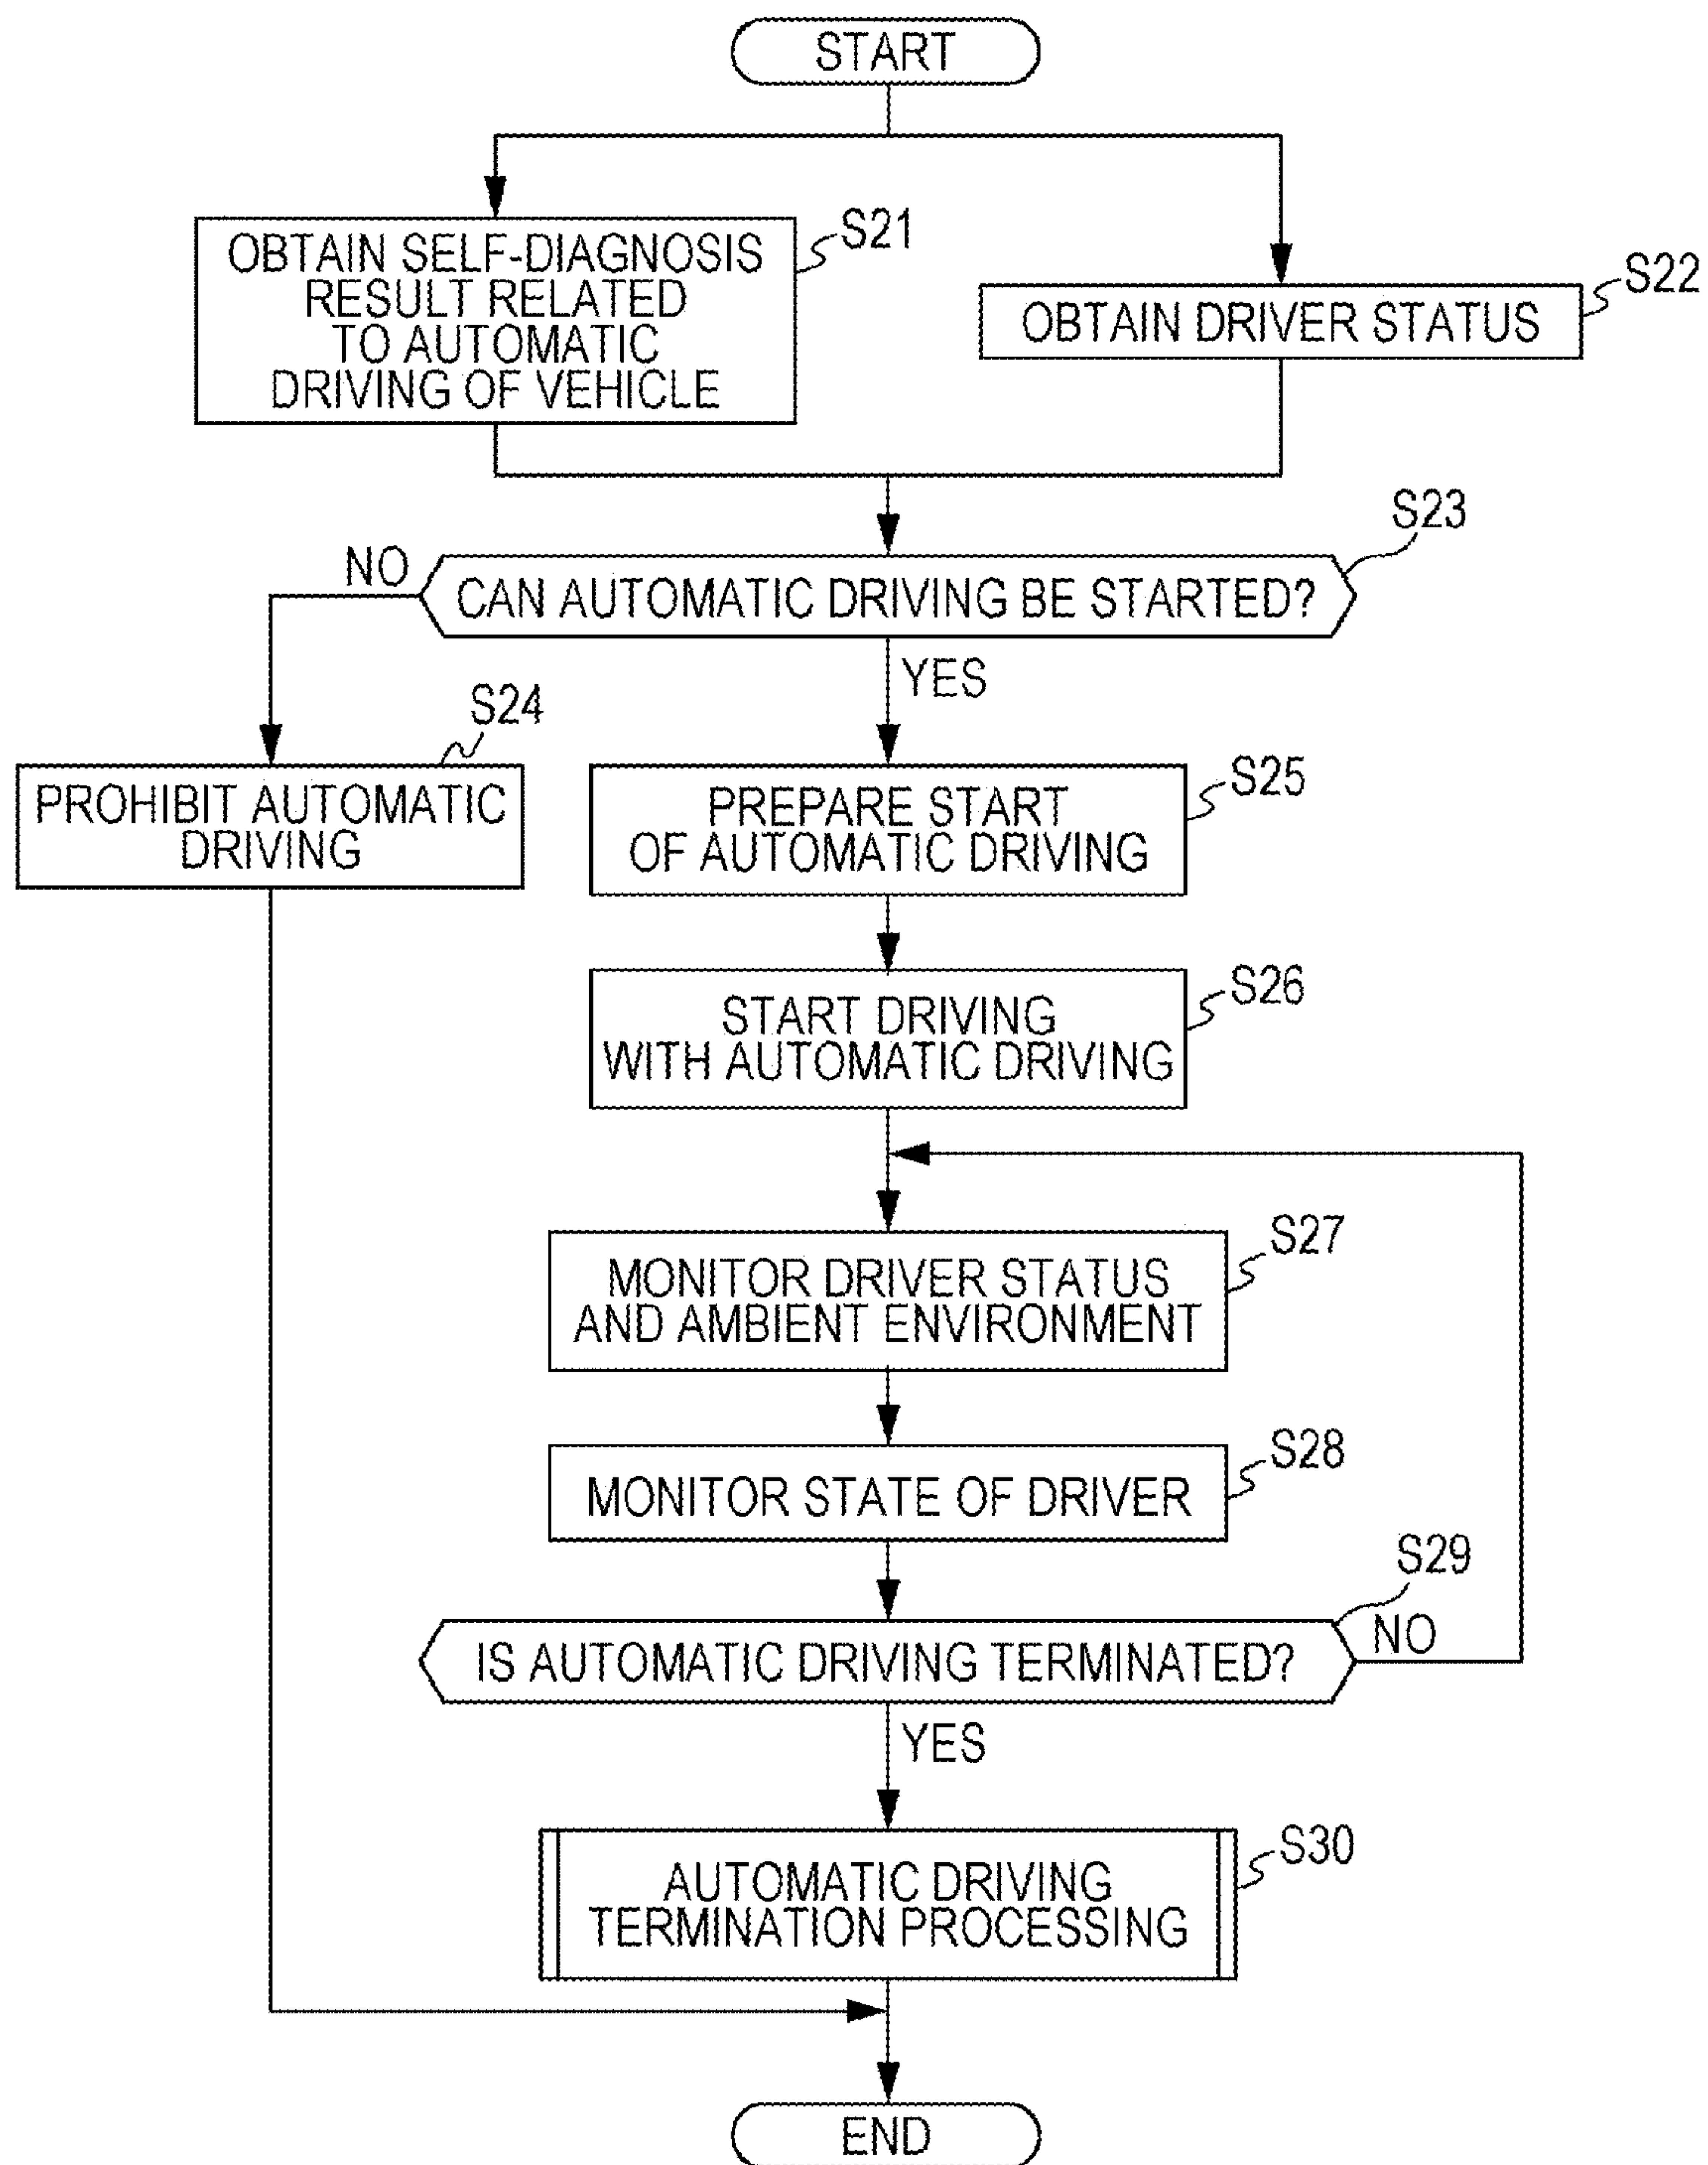 START
OBTAIN SELF-DIAGNOSIS
RESULT RELATED
TO AUTOMATIC
DRIVING OF VEHICLE
S21
OBTAIN DRIVER STATUS
S22
S23
NO
CAN AUTOMATIC DRIVING BE STARTED?
YES
S24
PROHIBIT AUTOMATIC
DRIVING
S25
PREPARE START
OF AUTOMATIC DRIVING
S26
START DRIVING
WITH AUTOMATIC DRIVING
S27
MONITOR DRIVER STATUS
AND AMBIENT ENVIRONMENT
S28
MONITOR STATE OF DRIVER
S29
IS AUTOMATIC DRIVING TERMINATED?
NO
YES
S30
AUTOMATIC DRIVING
TERMINATION PROCESSING
END